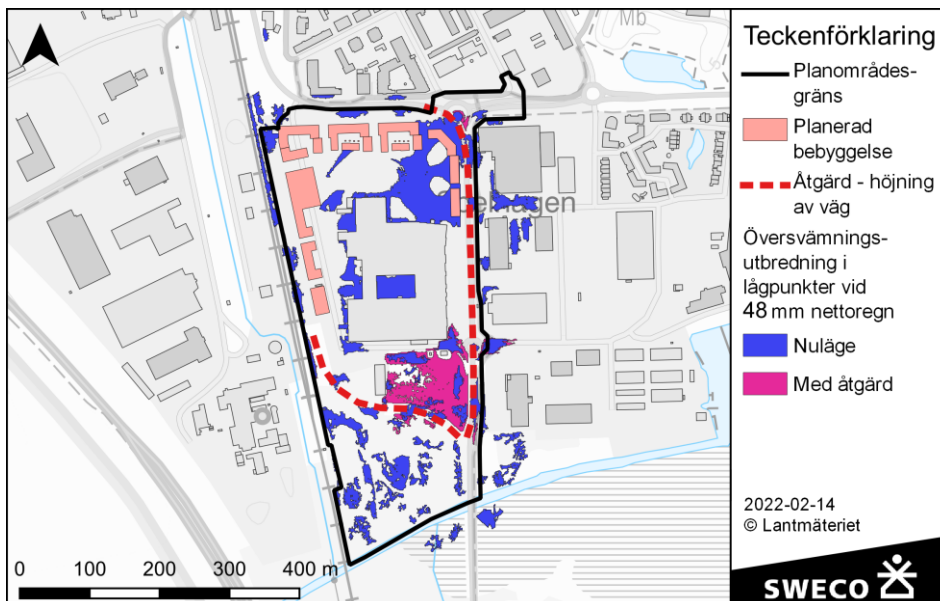 Mb
Teckenförklaring
Planområdes-
gräns
Planerad
bebyggelse
Åtgärd - höjning
av väg
Översvämnings-
utbredning i
lågpunkter vid
48 mm nettoregn
Nuläge
Med åtgärd
2022-02-14
© Lantmäteriet
SWECO
0 100 200 300 400 m